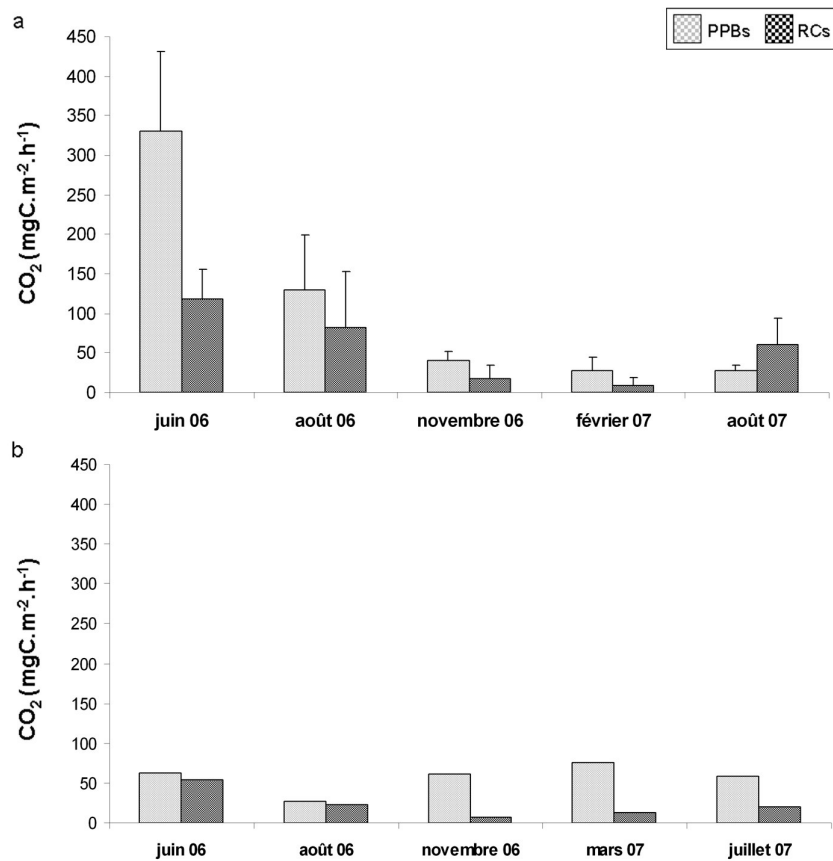 a
PPBs RCs
CO₂ (mgC.m⁻².h⁻¹)
450
400
350
300
250
200
150
100
50
0
juin 06 août 06 novembre 06 février 07 août 07
b
CO₂ (mgC.m⁻².h⁻¹)
450
400
350
300
250
200
150
100
50
0
juin 06 août 06 novembre 06 mars 07 juillet 07